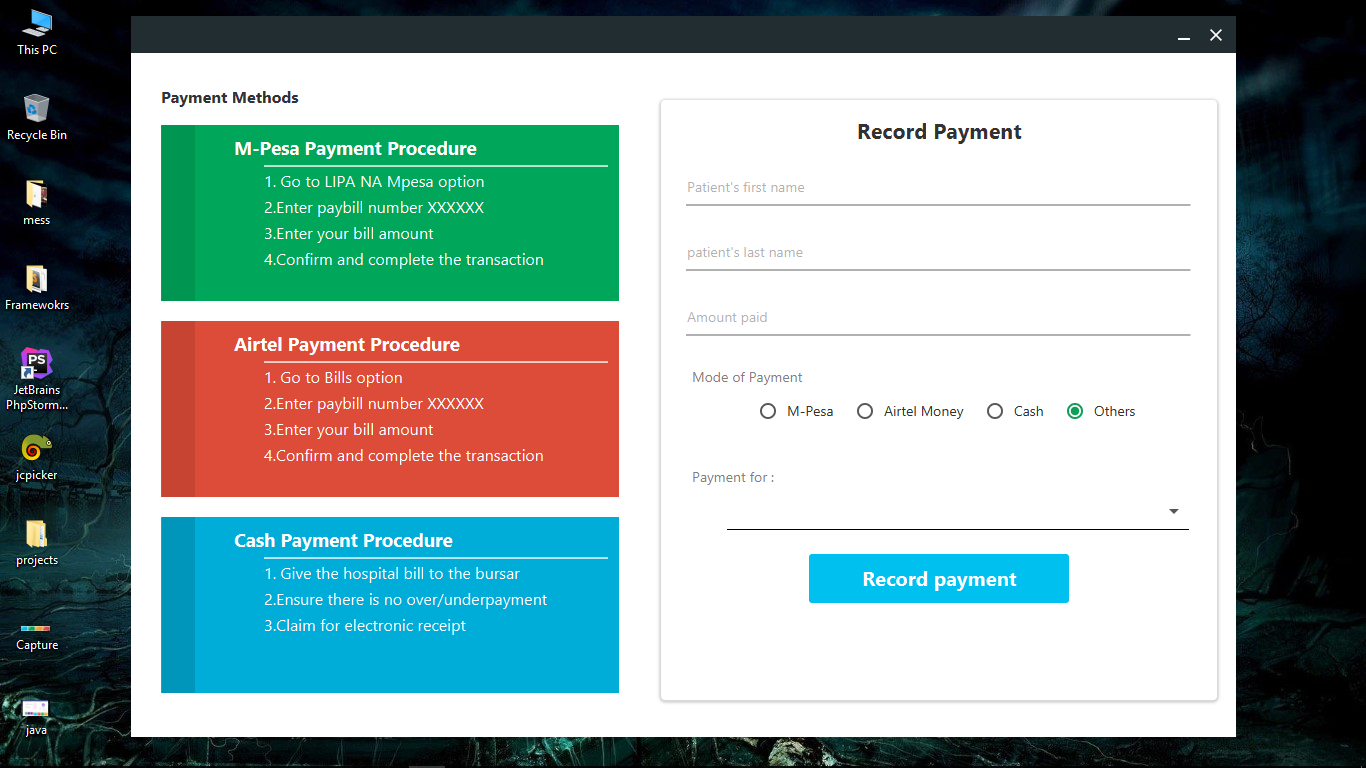 This PC
Recycle Bin
mess
Framewokrs
PS
JetBrains
PhpStorm...
jcpicker
projects
Capture
java
Payment Methods
M-Pesa Payment Procedure
1. Go to LIPA NA Mpesa option
2.Enter paybill number XXXXXX
3.Enter your bill amount
4.Confirm and complete the transaction
Airtel Payment Procedure
1. Go to Bills option
2.Enter paybill number XXXXXX
3.Enter your bill amount
4.Confirm and complete the transaction
Cash Payment Procedure
1. Give the hospital bill to the bursar
2.Ensure there is no over/underpayment
3.Claim for electronic receipt
Record Payment
Patient's first name
patient's last name
Amount paid
Mode of Payment
M-Pesa Airtel Money Cash Others
Payment for :
Record payment